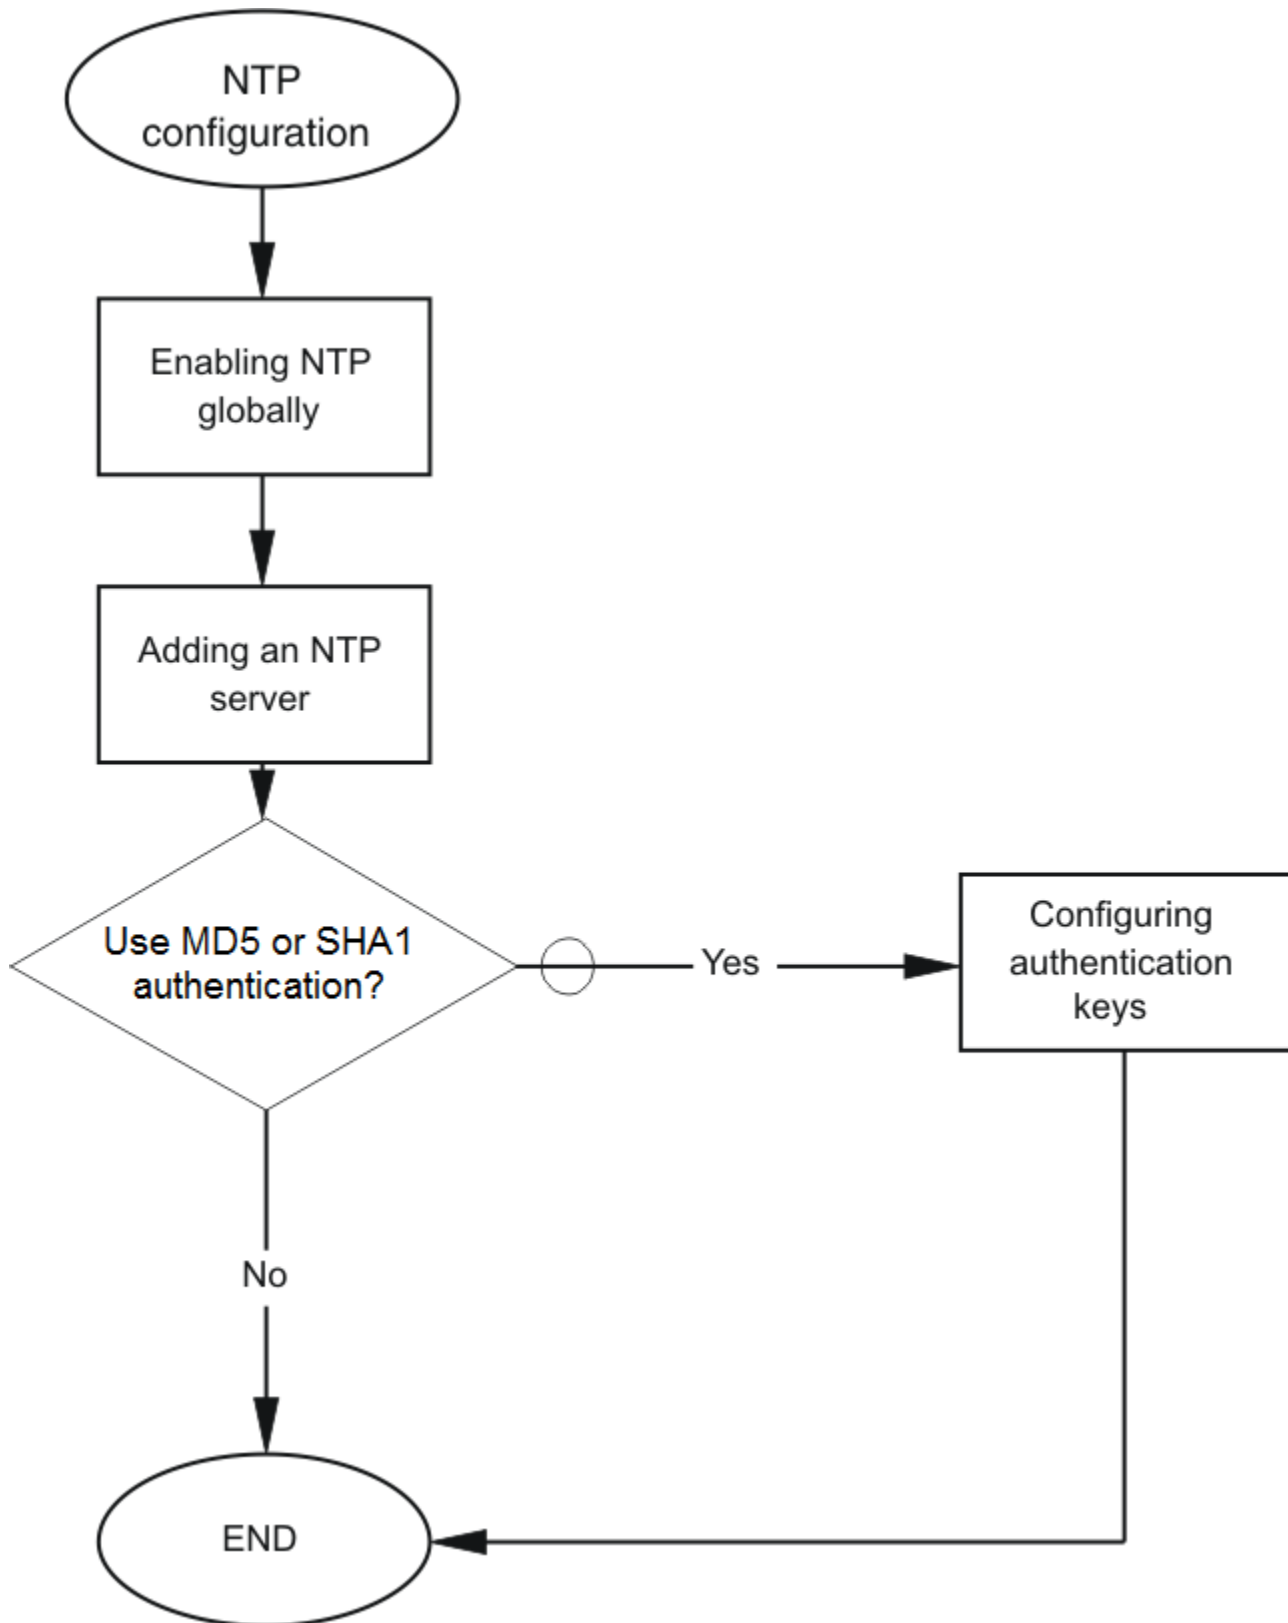 NTP
configuration
Enabling NTP
globally
Adding an NTP
server
Use MD5 or SHA1
authentication?
Yes
Configuring
authentication
keys
No
END